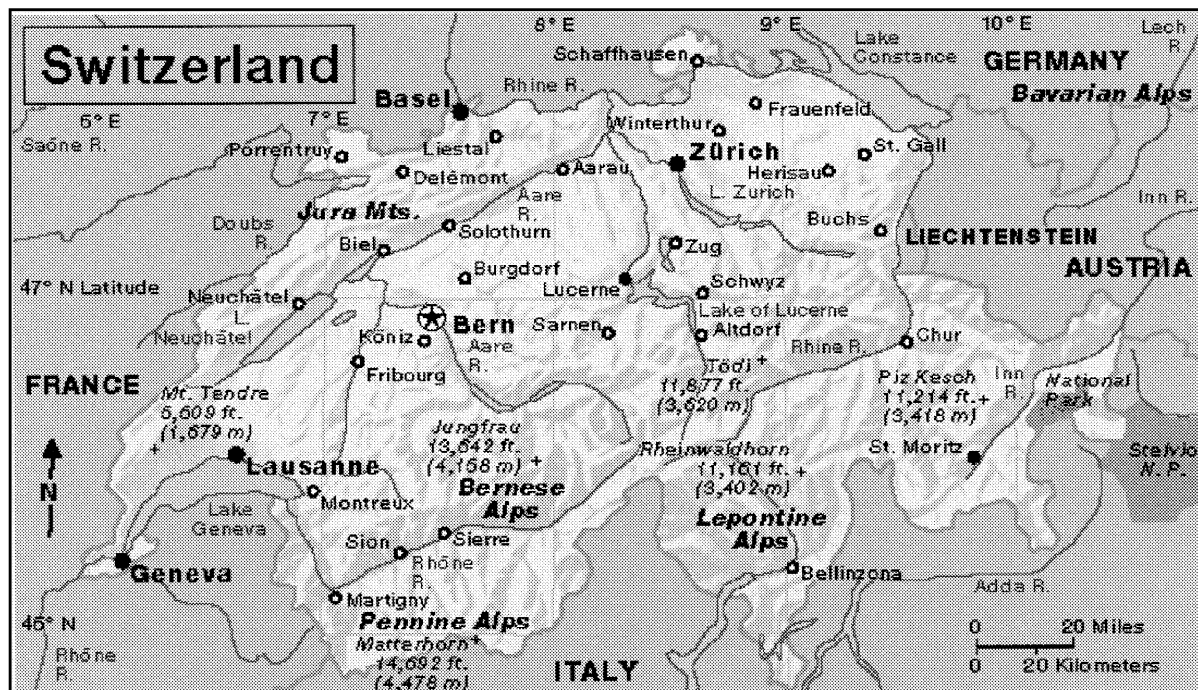 Switzerland
8° E
9° E
10° E
Lech
R.
Schaffhausen
Lake
Constance
GERMANY
Bavarian Alps
Basel
Rhine R.
6° E
7° E
Frauenfeld
Winterthur
Saône R.
Porrentruy
Liestal
Zürich
St. Gall
Delémont
Aarau
Herisau
L. Zurich
Aare
R.
Inn R.
Jura Mts.
Doubs
R.
Solothurn
Buchs
LIECHTENSTEIN
Biel
Zug
AUSTRIA
47° N Latitude
Burgdorf
Lucerne
Schwyz
Neuchâtel
L.
Neuchâtel
Lake of Lucerne
Bern
Sarnen
Altdorf
Köniz
Aare
R.
Rhine R.
Chur
Fribourg
Tödi +
11,877 ft.
(3,620 m)
FRANCE
Mt. Tendre
5,509 ft.
(1,679 m)
+
Piz Kesch
11,214 ft. +
(3,418 m)
Inn
R.
National
Park
Jungfrau
13,642 ft.
(4,158 m) +
Rheinwaldhorn
11,161 ft. +
(3,402 m)
St. Moritz
Stelvio
N. P.
N
Lausanne
Montreux
Bernese
Alps
Lake
Geneva
Lepontine
Alps
Sion
Sierre
Geneva
Rhône
R.
Bellinzona
Adda R.
Martigny
46° N
Pennine Alps
Matterhorn +
14,692 ft.
(4,478 m)
ITALY
Rhône
R.
0 20 Miles
0 20 Kilometers